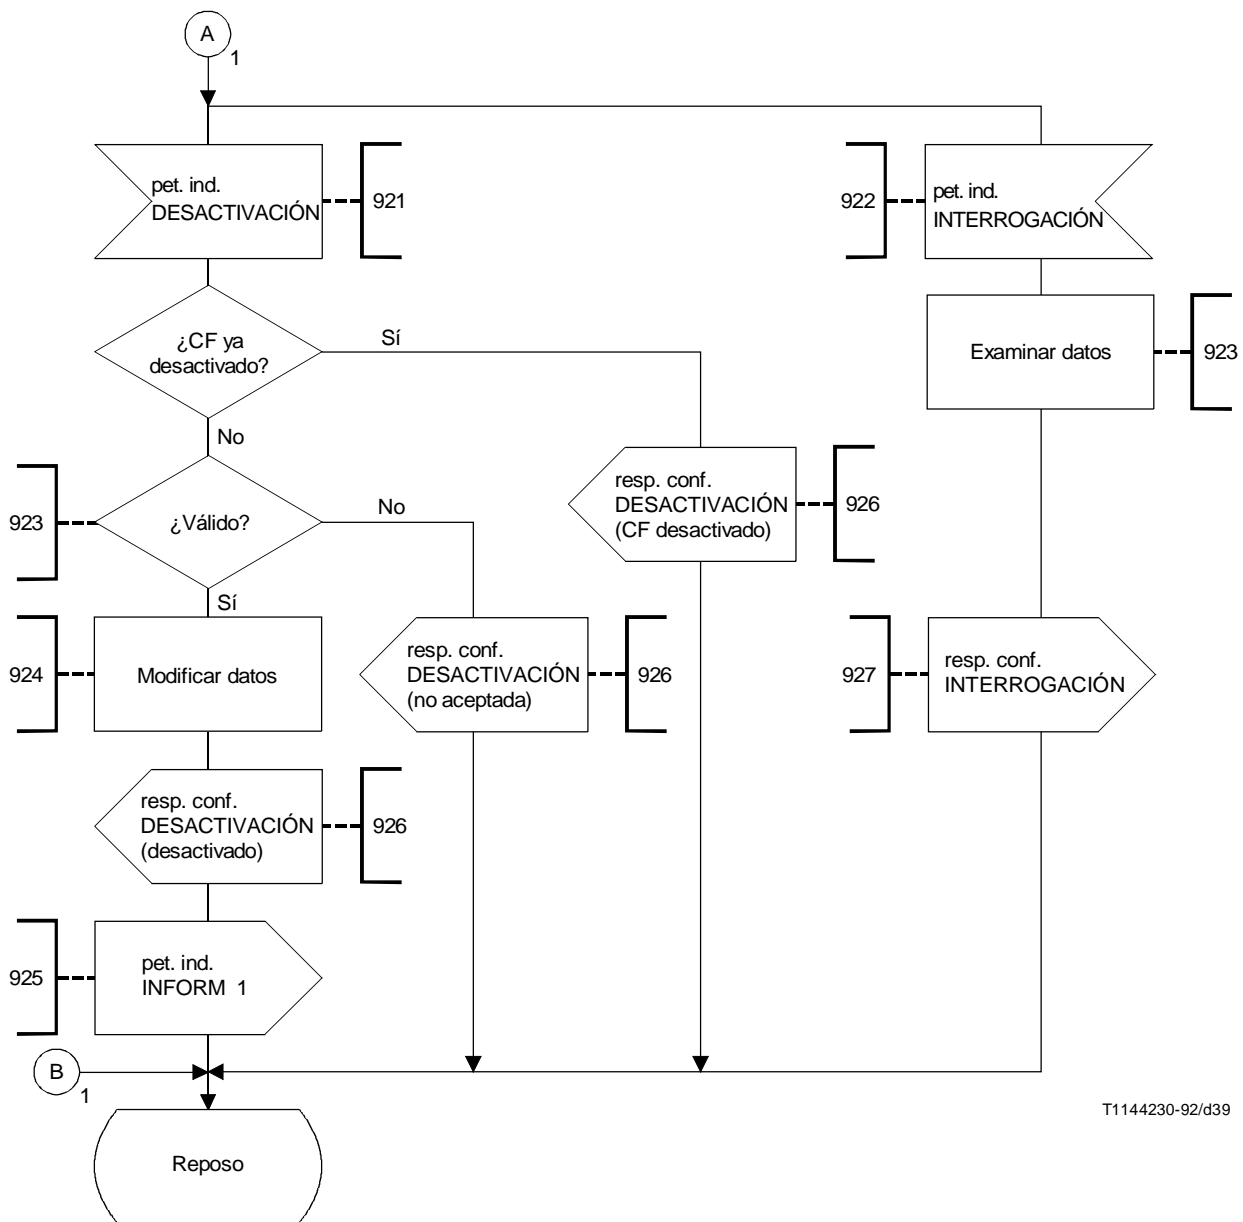 A
1
pet. ind.
DESACTIVACIÓN
921
922
pet. ind.
INTERROGACIÓN
¿CF ya
desactivado?
Sí
Examinar datos
923
No
923
¿Válido?
No
resp. conf.
DESACTIVACIÓN
(CF desactivado)
926
Sí
924
Modificar datos
resp. conf.
DESACTIVACIÓN
(no aceptada)
926
927
resp. conf.
INTERROGACIÓN
resp. conf.
DESACTIVACIÓN
(desactivado)
926
925
pet. ind.
INFORM 1
B
1
T1144230-92/d39
Reposo